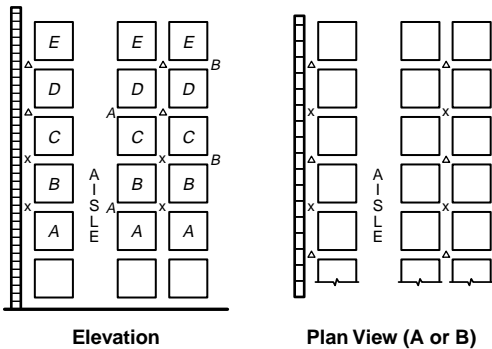 E E E
B
D D D
A
C C C
B
B B B
A
A A A
AISLE
x
x
x
x
Elevation
x
x
x
x
AISLE
Plan View (A or B)